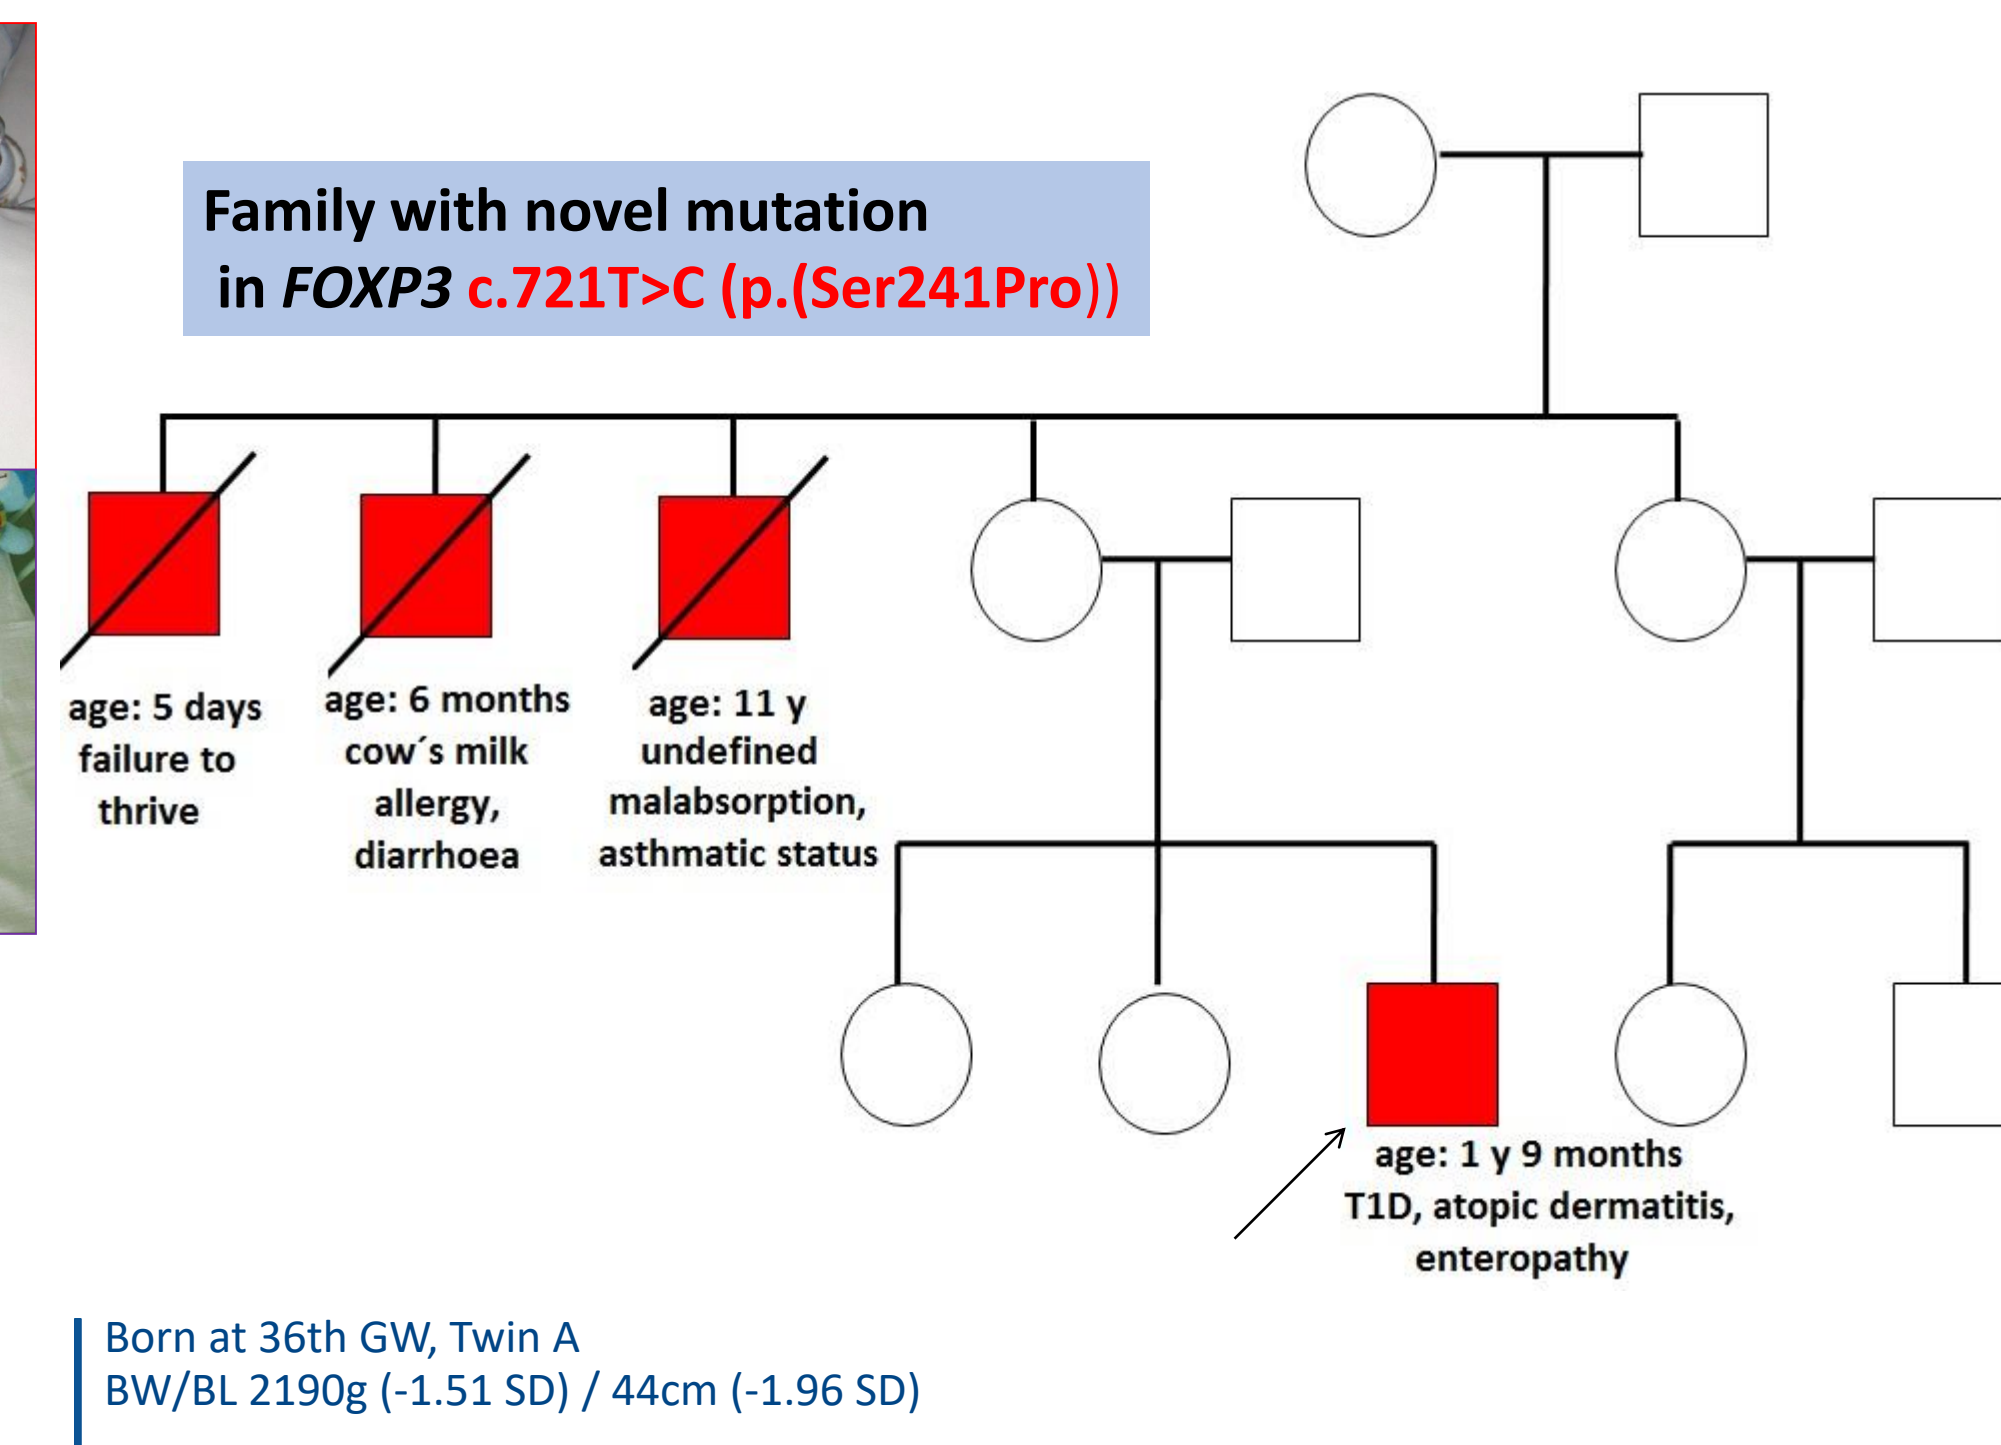 Family with novel mutation
in FOXP3 c.721T>C (p.(Ser241Pro))
age: 5 days
failure to
thrive
age: 6 months
cow´s milk
allergy,
diarrhoea
age: 11 y
undefined
malabsorption,
asthmatic status
age: 1 y 9 months
T1D, atopic dermatitis,
enteropathy
Born at 36th GW, Twin A
BW/BL 2190g (-1.51 SD) / 44cm (-1.96 SD)